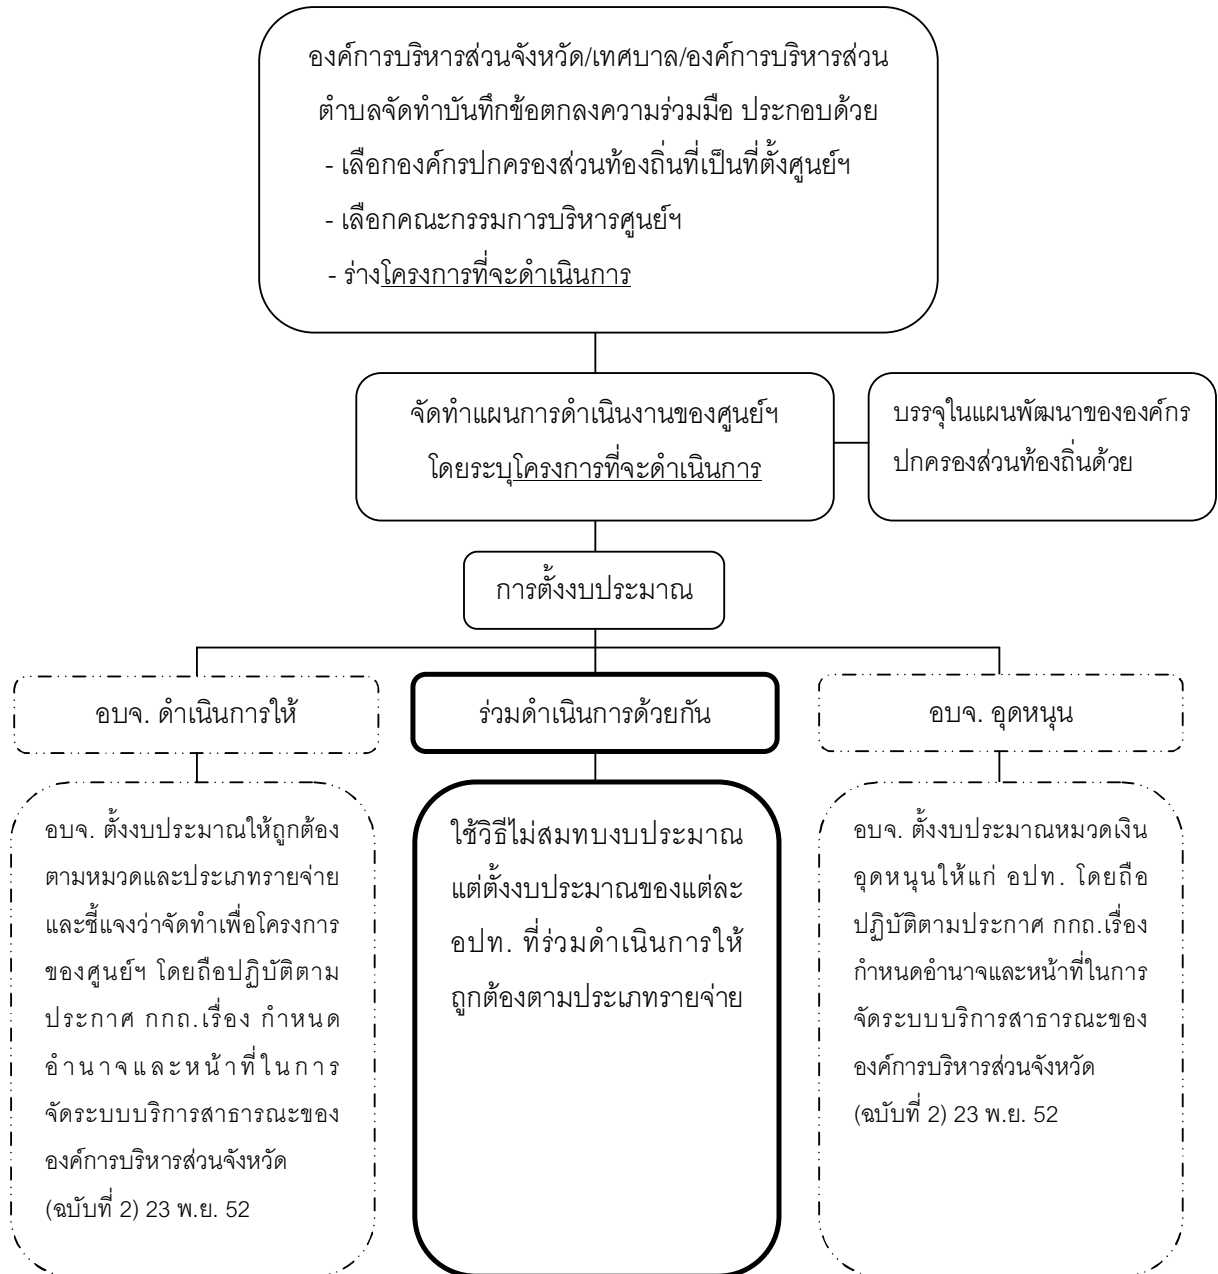 องค์การบริหารส่วนจังหวัด/เทศบาล/องค์การบริหารส่วน
ตำบลจัดทำบันทึกข้อตกลงความร่วมมือ ประกอบด้วย
- เลือกองค์กรปกครองส่วนท้องถิ่นที่เป็นที่ตั้งศูนย์ฯ
- เลือกคณะกรรมการบริหารศูนย์ฯ
- ร่างโครงการที่จะดำเนินการ
จัดทำแผนการดำเนินงานของศูนย์ฯ
โดยระบุโครงการที่จะดำเนินการ
บรรจุในแผนพัฒนาขององค์กร
ปกครองส่วนท้องถิ่นด้วย
การตั้งงบประมาณ
อบจ. ดำเนินการให้
ร่วมดำเนินการด้วยกัน
อบจ. อุดหนุน
อบจ. ตั้งงบประมาณให้ถูกต้อง
ตามหมวดและประเภทรายจ่าย
และชี้แจงว่าจัดทำเพื่อโครงการ
ของศูนย์ฯ โดยถือปฏิบัติตาม
ประกาศ กกถ.เรื่อง กำหนด
อำนาจและหน้าที่ในการ
จัดระบบบริการสาธารณะของ
องค์การบริหารส่วนจังหวัด
(ฉบับที่ 2) 23 พ.ย. 52
ใช้วิธีไม่สมทบงบประมาณ
แต่ตั้งงบประมาณของแต่ละ
อปท. ที่ร่วมดำเนินการให้
ถูกต้องตามประเภทรายจ่าย
อบจ. ตั้งงบประมาณหมวดเงิน
อุดหนุนให้แก่ อปท. โดยถือ
ปฏิบัติตามประกาศ กกถ.เรื่อง
กำหนดอำนาจและหน้าที่ในการ
จัดระบบบริการสาธารณะของ
องค์การบริหารส่วนจังหวัด
(ฉบับที่ 2) 23 พ.ย. 52